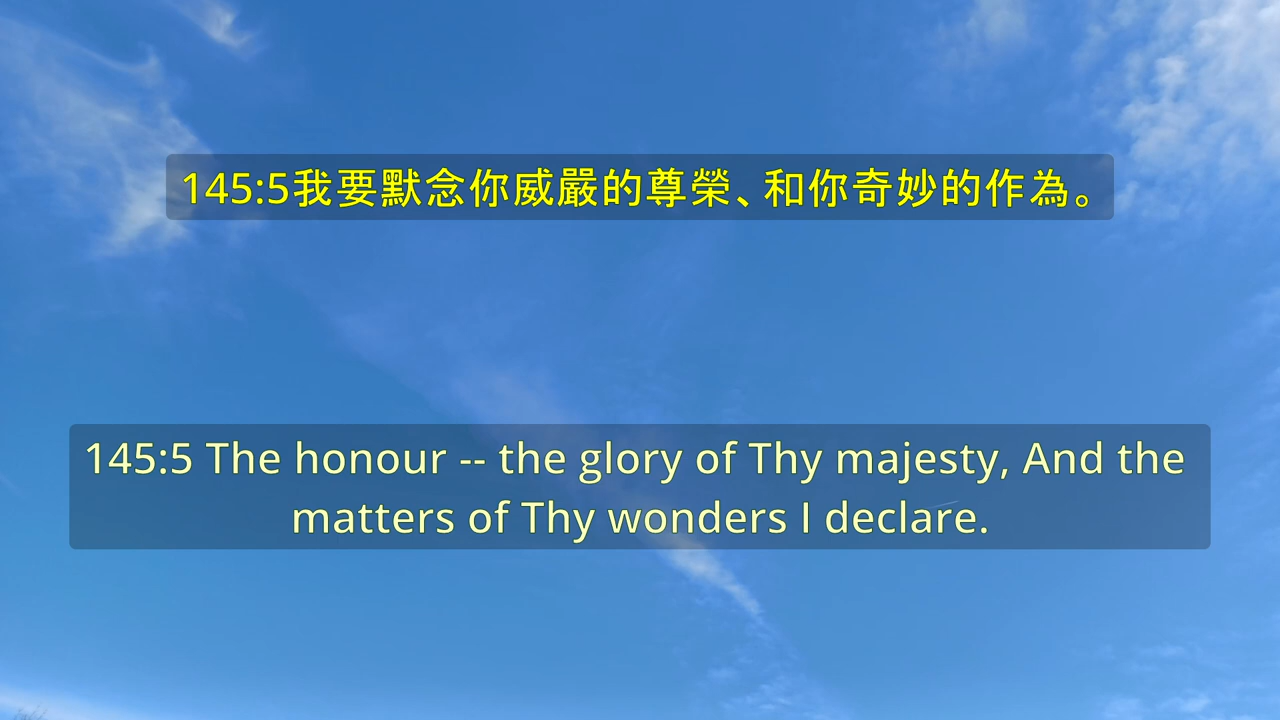 145:5我要默念你威嚴的尊榮、和你奇妙的作為。
145:5 The honour -- the glory of Thy majesty, And the
matters of Thy wonders I declare.